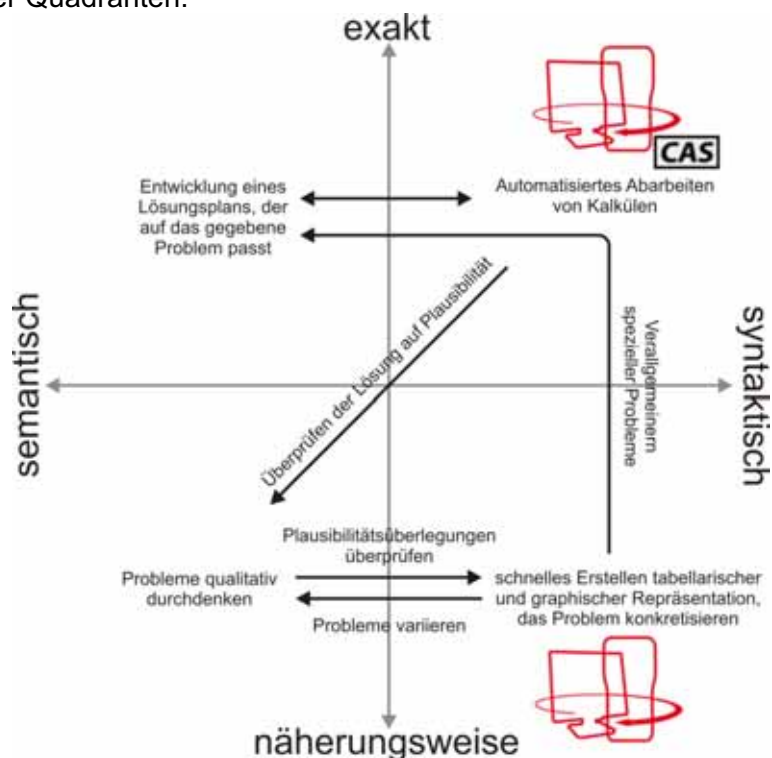 er Quadranten.
exakt
CAS
Entwicklung eines
Lösungsplans, der
auf das gegebene
Problem passt
Automatisiertes Abarbeiten
von Kalkülen
Überprüfen der Lösung auf Plausibilität
Verallgemeinern
spezieller Probleme
semantisch
syntaktisch
Plausibilitätsüberlegungen
überprüfen
Probleme qualitativ
durchdenken
schnelles Erstellen tabellarischer
und graphischer Repräsentation,
das Problem konkretisieren
Probleme variieren
näherungsweise